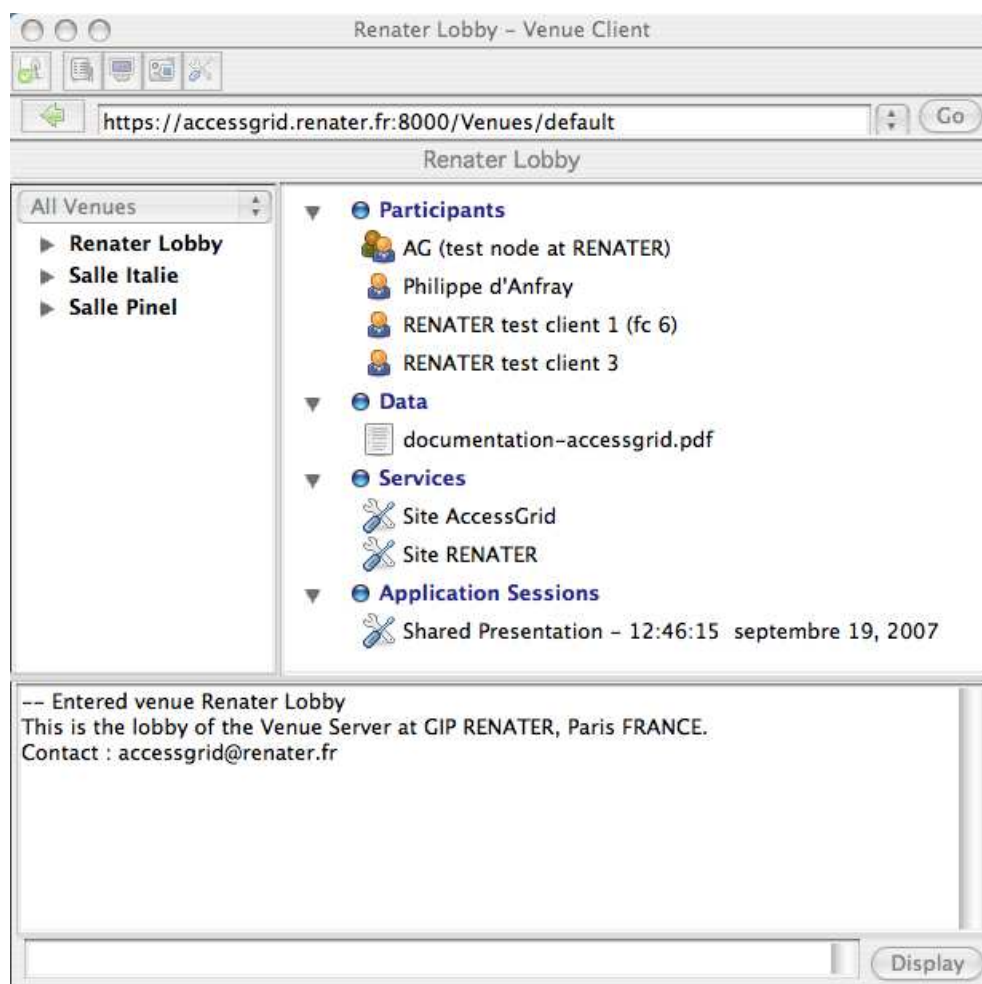 Renater Lobby – Venue Client
https://accessgrid.renater.fr:8000/Venues/default
Go
Renater Lobby
All Venues
Renater Lobby
Salle Italie
Salle Pinel
Participants
AG (test node at RENATER)
Philippe d'Anfray
RENATER test client 1 (fc 6)
RENATER test client 3
Data
documentation-accessgrid.pdf
Services
Site AccessGrid
Site RENATER
Application Sessions
Shared Presentation – 12:46:15 septembre 19, 2007
-- Entered venue Renater Lobby
This is the lobby of the Venue Server at GIP RENATER, Paris FRANCE.
Contact : accessgrid@renater.fr
Display